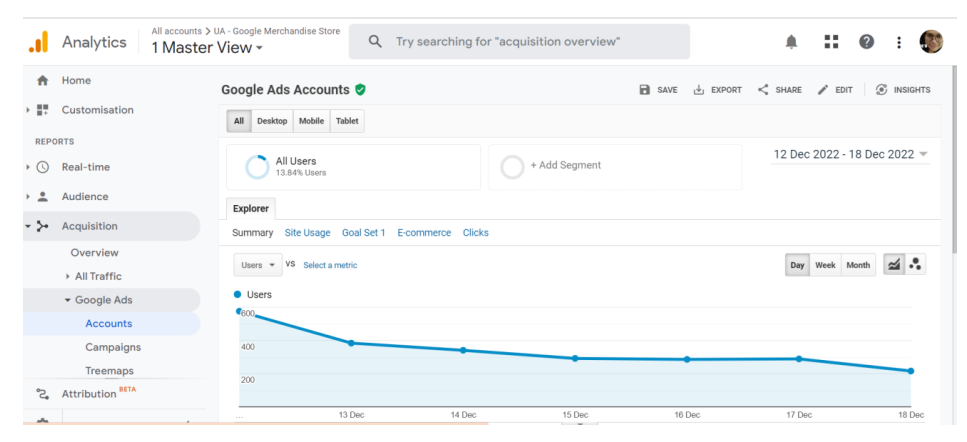 Analytics
All accounts > UA - Google Merchandise Store
1 Master View
Try searching for "acquisition overview"
Home
Customisation
REPORTS
Real-time
Audience
Acquisition
Overview
All Traffic
Google Ads
Accounts
Campaigns
Treemaps
Attribution BETA
Google Ads Accounts
SAVE EXPORT SHARE EDIT INSIGHTS
All Desktop Mobile Tablet
All Users
13.84% Users
+ Add Segment
12 Dec 2022 - 18 Dec 2022
Explorer
Summary Site Usage Goal Set 1 E-commerce Clicks
Users VS Select a metric
Day Week Month
Users
600
400
200
... 13 Dec 14 Dec 15 Dec 16 Dec 17 Dec 18 Dec